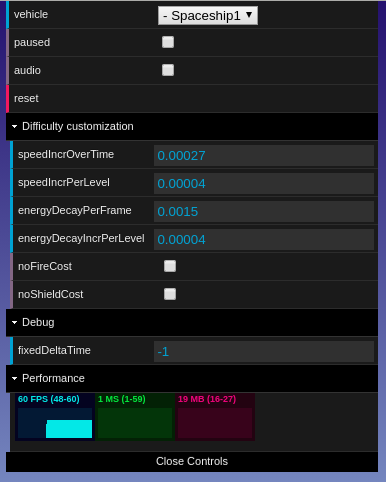 vehicle - Spaceship1
paused
audio
reset
Difficulty customization
speedIncrOverTime 0.00027
speedIncrPerLevel 0.00004
energyDecayPerFrame 0.0015
energyDecayIncrPerLevel 0.00004
noFireCost
noShieldCost
Debug
fixedDeltaTime -1
Performance
60 FPS (48-60) 1 MS (1-59) 19 MB (16-27)
Close Controls